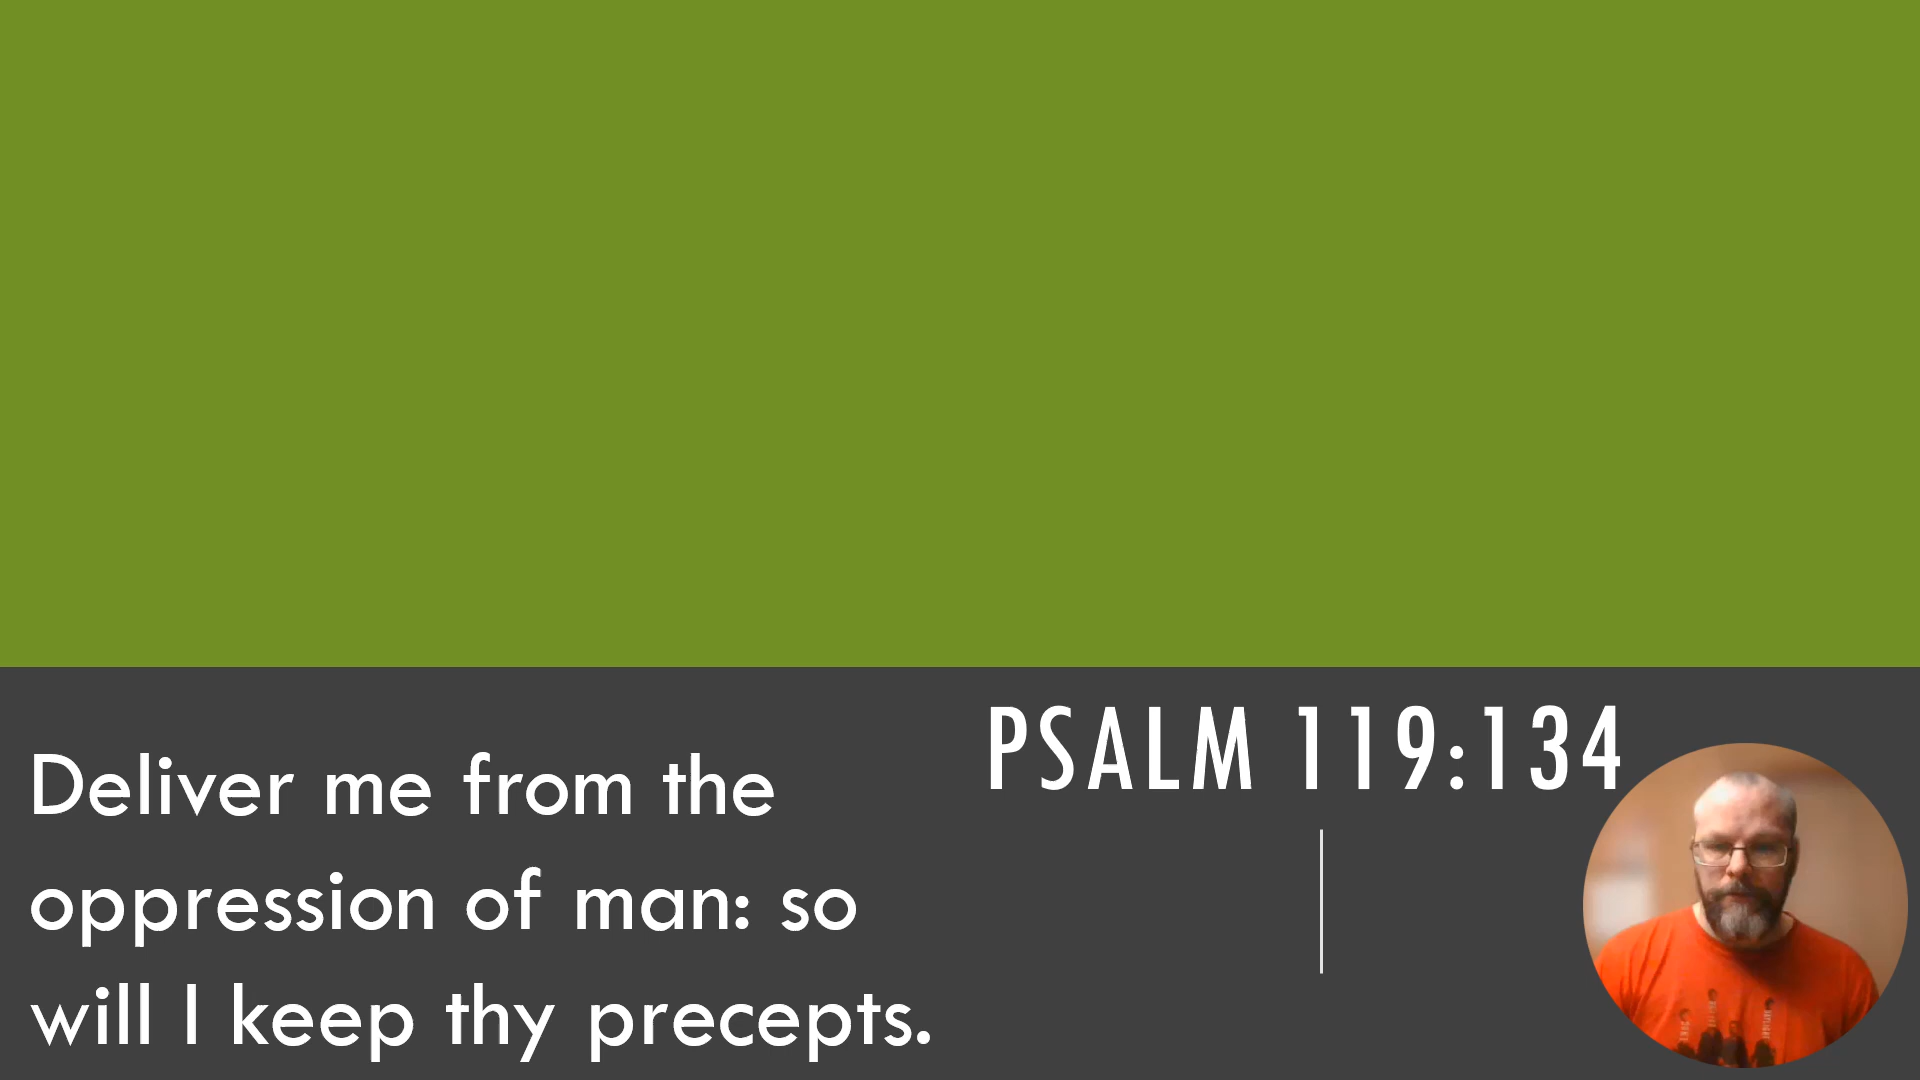 PSALM 119:134
Deliver me from the
oppression of man: so
will I keep thy precepts.